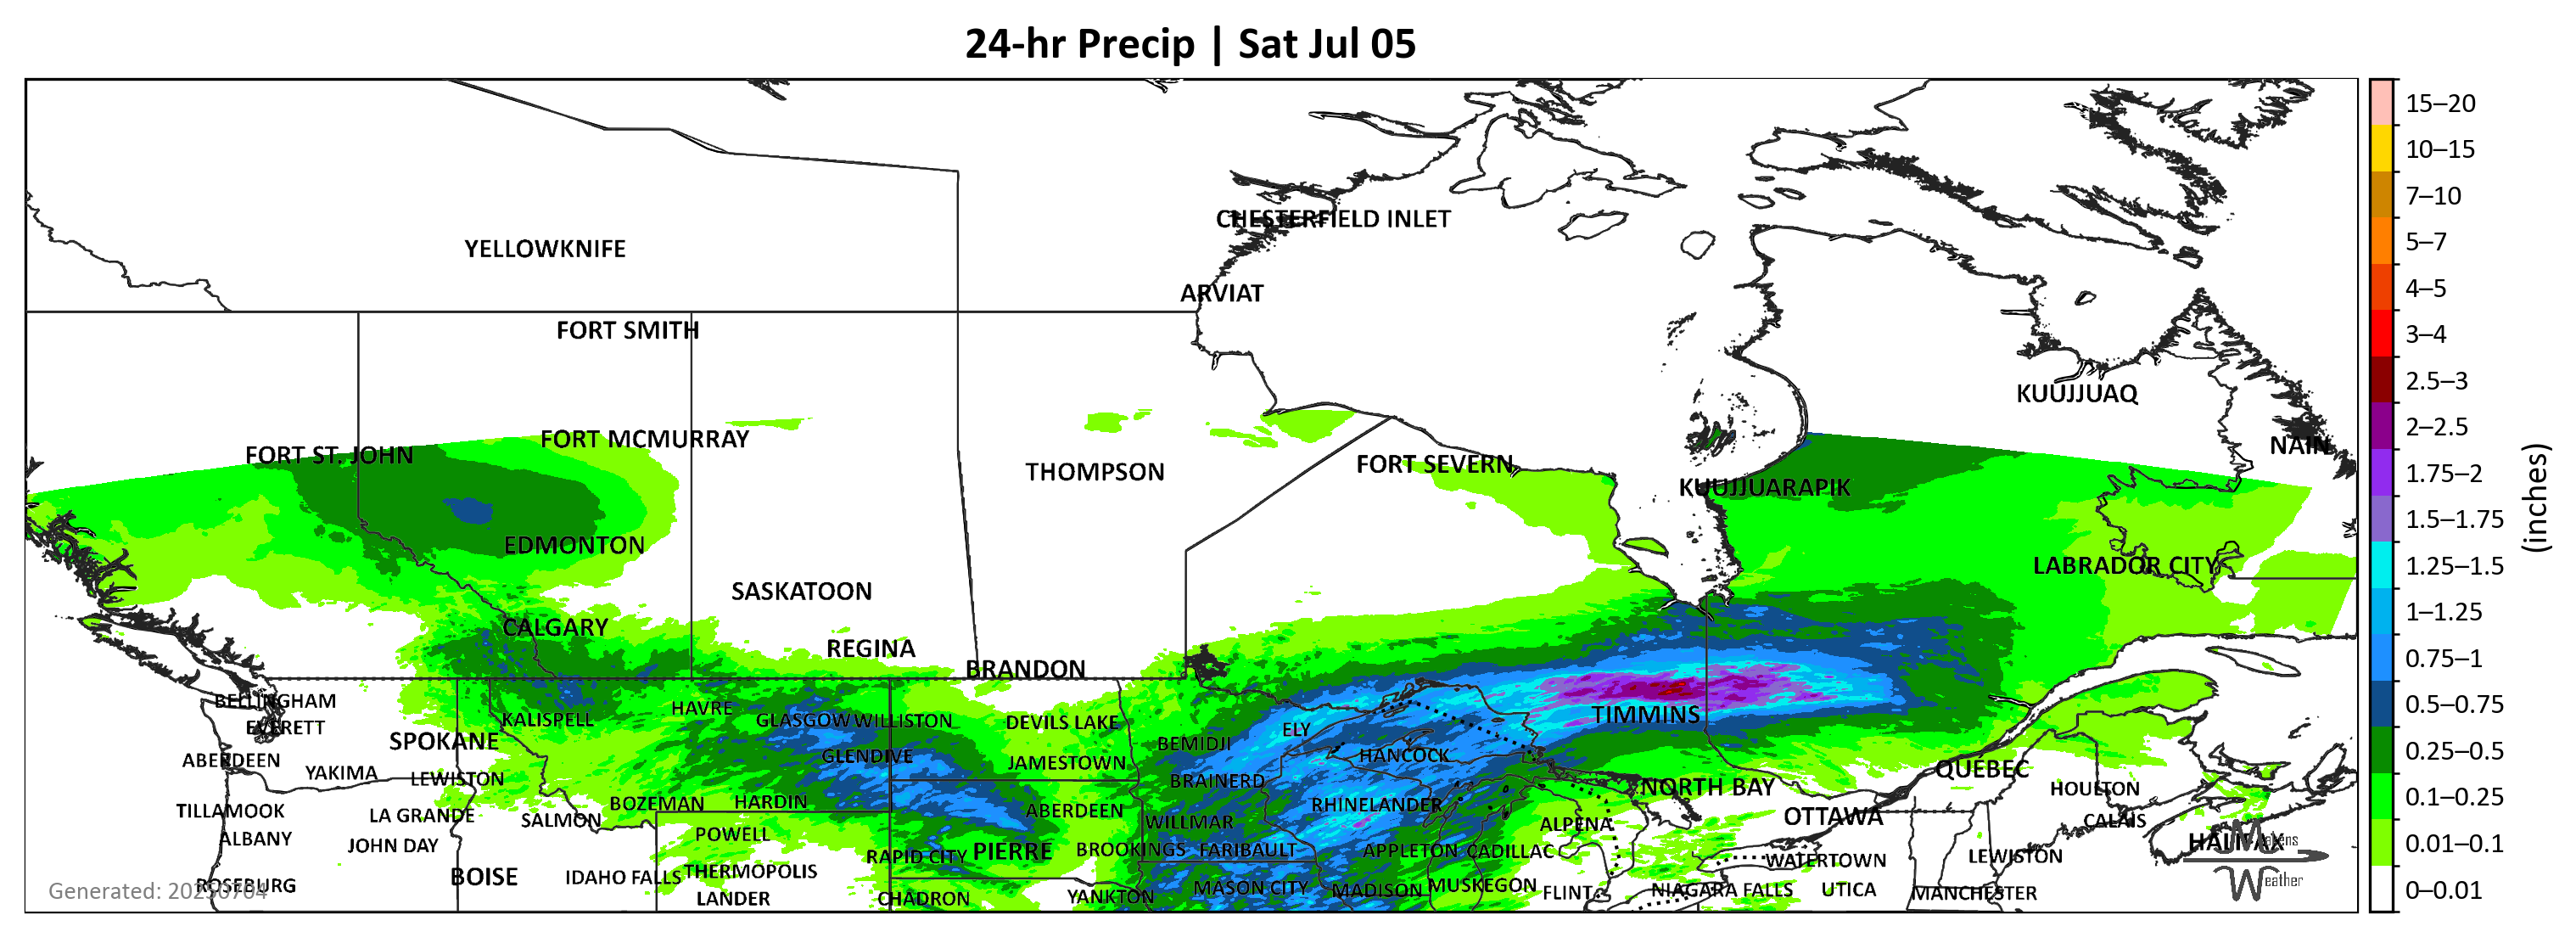 24-hr Precip | Sat Jul 05
CHESTERFIELD INLET
YELLOWKNIFE
ARVIAT
FORT SMITH
KUUJJUAQ
FORT MCMURRAY
NAIN
FORT ST. JOHN
FORT SEVERN
THOMPSON
KUUJJUARAPIK
EDMONTON
LABRADOR CITY
SASKATOON
CALGARY
REGINA
BRANDON
BELLINGHAM
HAVRE
KALISPELL
GLASGOW
WILLISTON
DEVILS LAKE
TIMMINS
EVERETT
ELY
SPOKANE
BEMIDJI
ABERDEEN
GLENDIVE
HANCOCK
JAMESTOWN
QUÉBEC
YAKIMA
LEWISTON
BRAINERD
NORTH BAY
HOULTON
BOZEMAN
HARDIN
RHINELANDER
TILLAMOOK
LA GRANDE
ABERDEEN
OTTAWA
SALMON
WILLMAR
CALAIS
ALPENA
POWELL
ALBANY
HALIFAX
JOHN DAY
BROOKINGS
FARIBAULT
APPLETON
CADILLAC
PIERRE
RAPID CITY
LEWISTON
WATERTOWN
THERMOPOLIS
BOISE
IDAHO FALLS
ROSEBURG
MASON CITY
MADISON
MUSKEGON
FLINT
NIAGARA FALLS
UTICA
MANCHESTER
LANDER
CHADRON
YANKTON
Generated: 20250704
Weather
15–20
10–15
7–10
5–7
4–5
3–4
2.5–3
2–2.5
1.75–2
1.5–1.75
1.25–1.5
1–1.25
0.75–1
0.5–0.75
0.25–0.5
0.1–0.25
0.01–0.1
0–0.01
(inches)